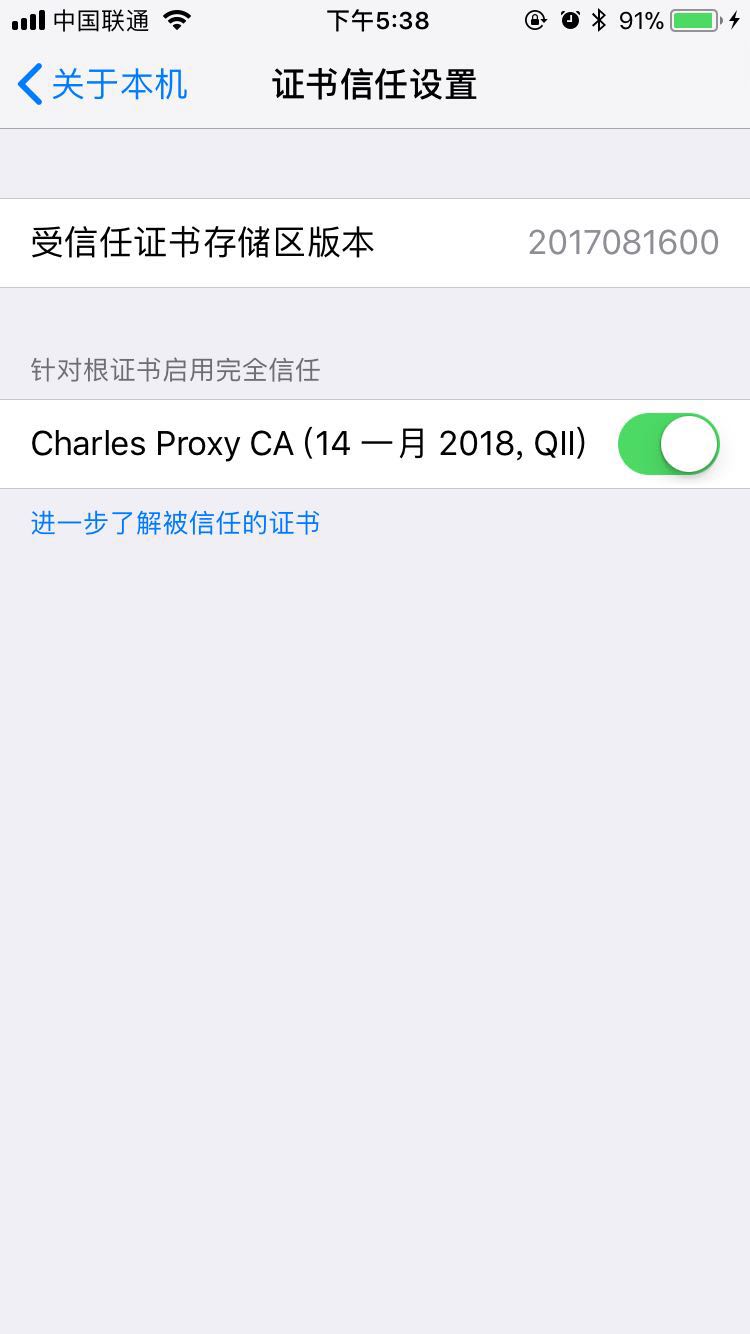 中国联通 下午5:38 91%
关于本机 证书信任设置
受信任证书存储区版本 2017081600
针对根证书启用完全信任
Charles Proxy CA (14 一月 2018, QII)
进一步了解被信任的证书